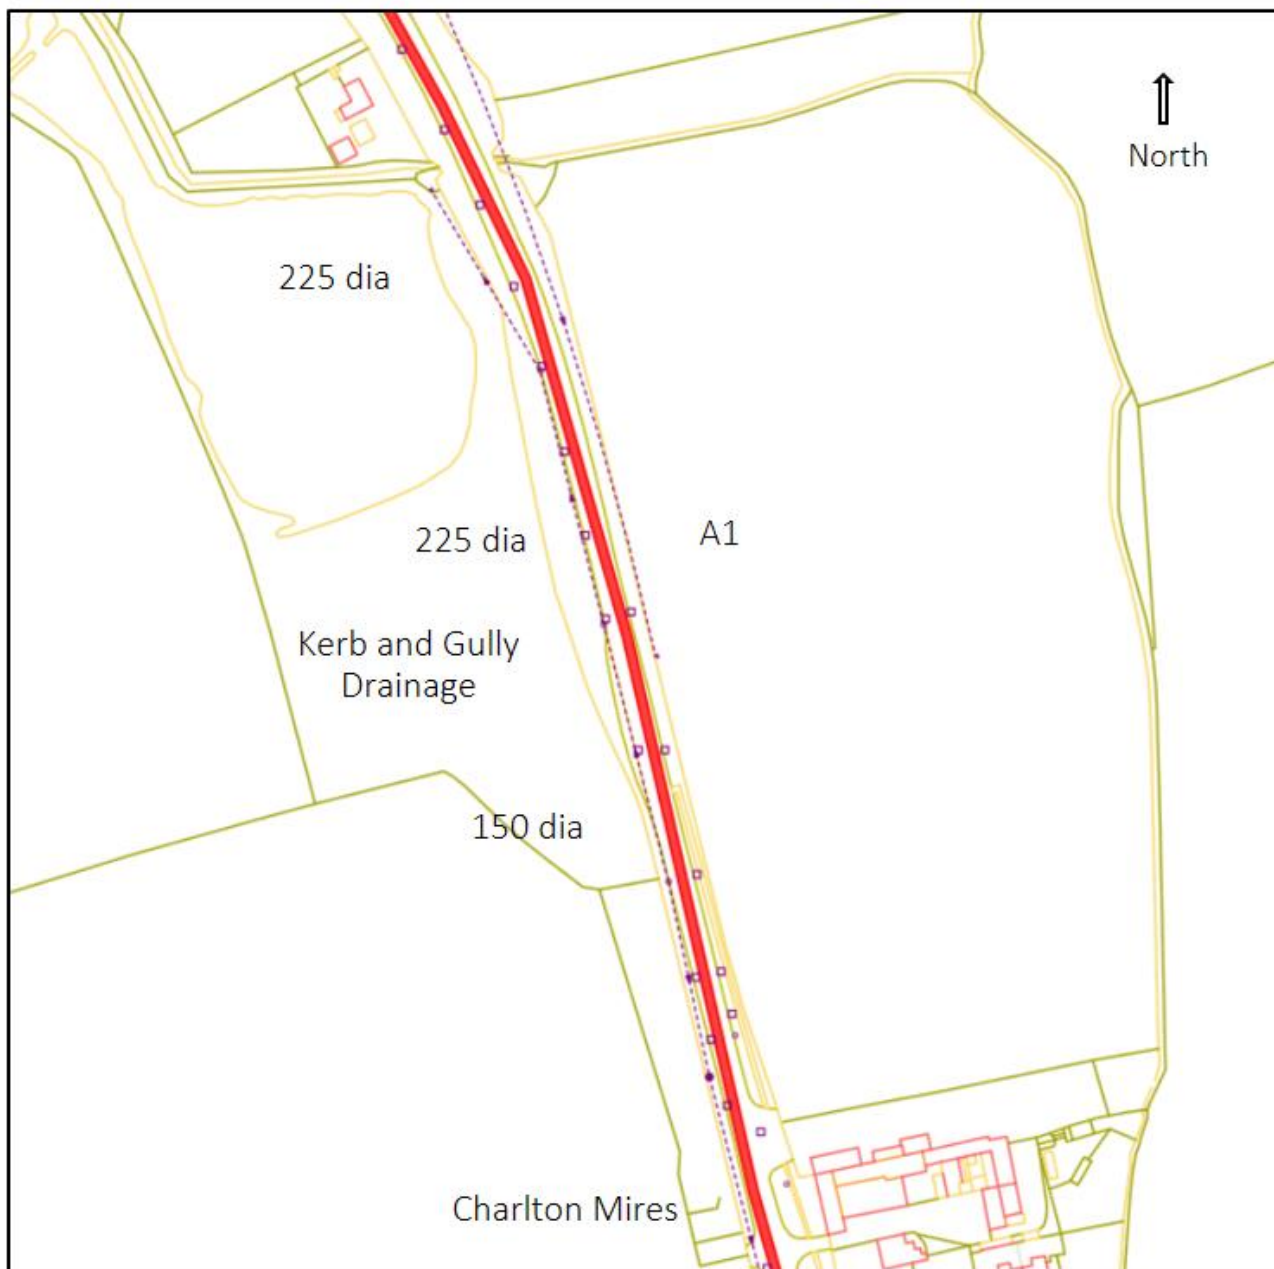 North
225 dia
225 dia
A1
Kerb and Gully
Drainage
150 dia
Charlton Mires